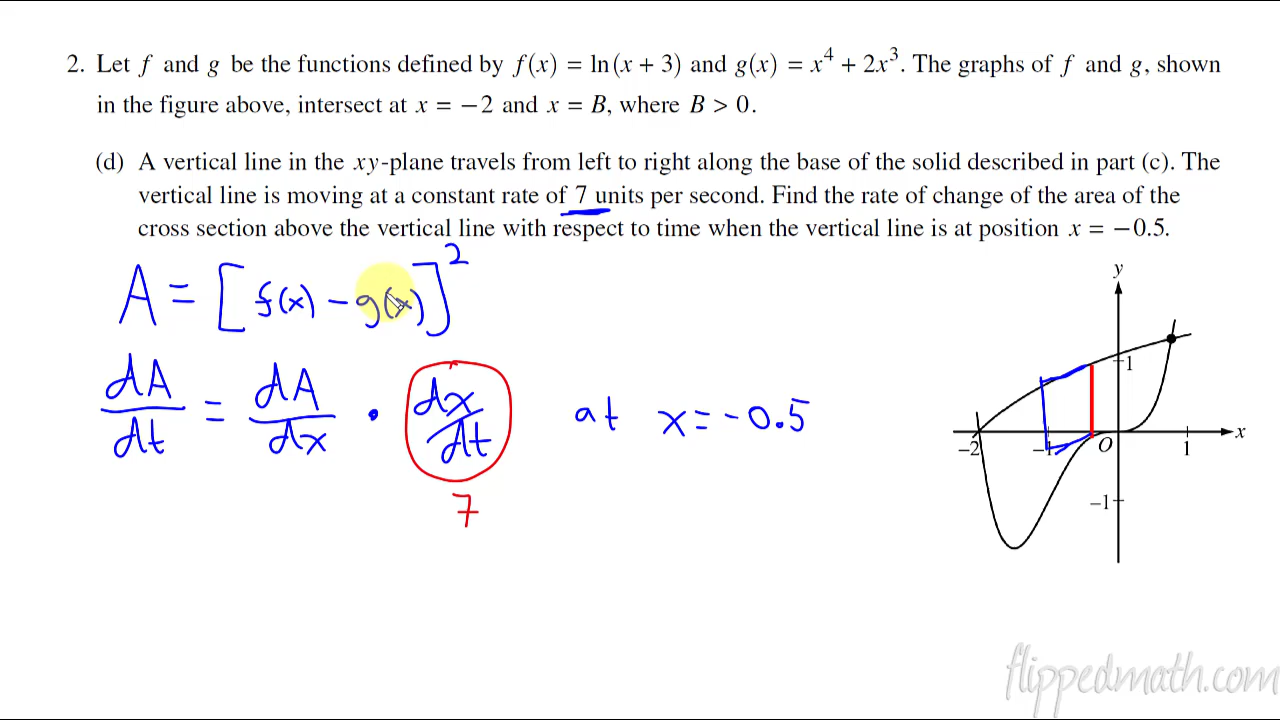 2. Let f and g be the functions defined by f(x) = ln(x + 3) and g(x) = x⁴ + 2x³. The graphs of f and g, shown
in the figure above, intersect at x = −2 and x = B, where B > 0.
(d) A vertical line in the xy-plane travels from left to right along the base of the solid described in part (c). The
vertical line is moving at a constant rate of 7 units per second. Find the rate of change of the area of the
cross section above the vertical line with respect to time when the vertical line is at position x = −0.5.
A = [f(x) − g(x)]²
dA/dt = dA/dx • dx/dt at x = −0.5
7
y
1
x
−2
−1
O
1
−1
flippedmath.com